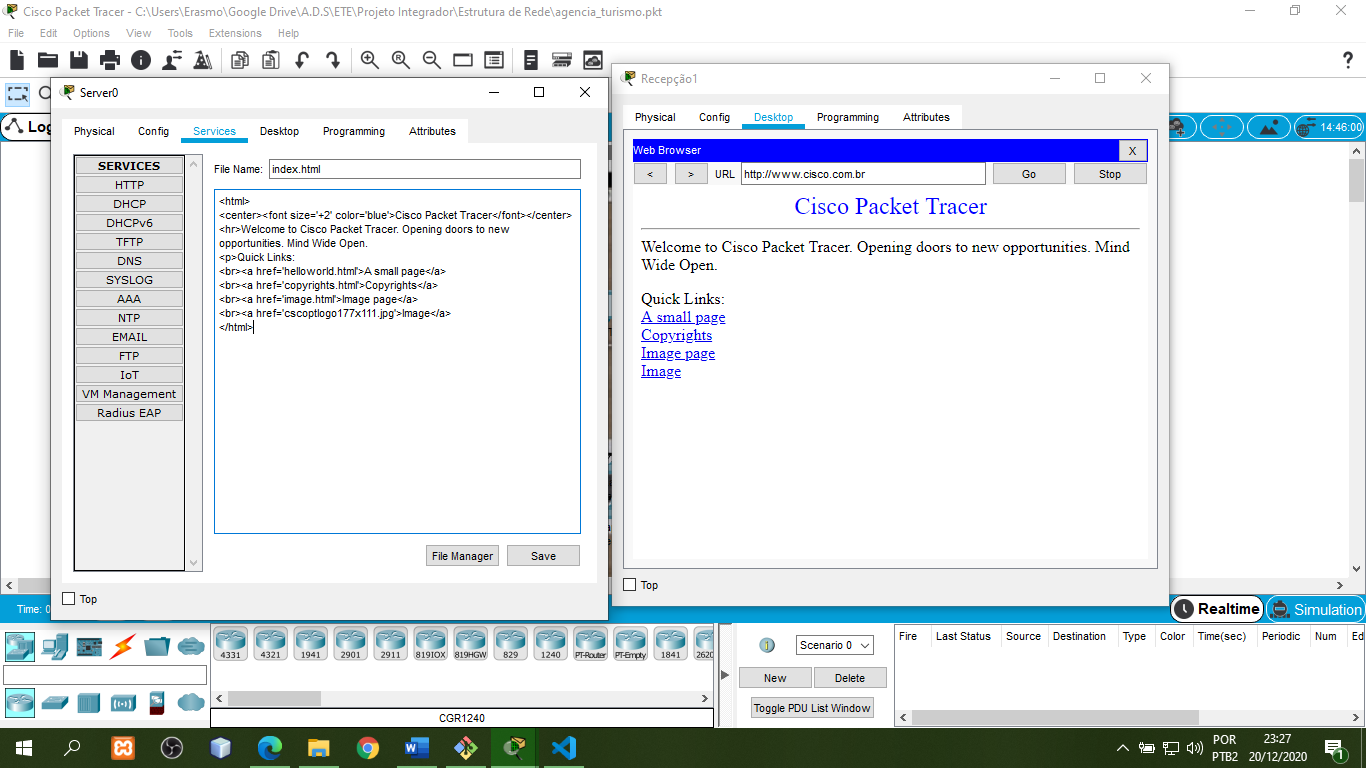 Cisco Packet Tracer - C:\Users\Erasmo\Google Drive\A.D.S\ETE\Projeto Integrador\Estrutura de Rede\agencia_turismo.pkt
File Edit Options View Tools Extensions Help
Server0
Physical Config Services Desktop Programming Attributes
SERVICES
HTTP
DHCP
DHCPv6
TFTP
DNS
SYSLOG
AAA
NTP
EMAIL
FTP
IoT
VM Management
Radius EAP
File Name: index.html
<html>
<center><font size='+2' color='blue'>Cisco Packet Tracer</font></center>
<hr>Welcome to Cisco Packet Tracer. Opening doors to new
opportunities. Mind Wide Open.
<p>Quick Links:
<br><a href='helloworld.html'>A small page</a>
<br><a href='copyrights.html'>Copyrights</a>
<br><a href='image.html'>Image page</a>
<br><a href='cscoptlogo177x111.jpg'>Image</a>
</html>
File Manager Save
Top
Recepção1
Physical Config Desktop Programming Attributes
Web Browser X
< > URL http://www.cisco.com.br Go Stop
Cisco Packet Tracer
Welcome to Cisco Packet Tracer. Opening doors to new opportunities. Mind
Wide Open.
Quick Links:
A small page
Copyrights
Image page
Image
Top
Log
14:46:00
Time: 0
Realtime Simulation
4331 4321 1941 2901 2911 819IOX 819HGW 829 1240 PT-Router PT-Empty 1841 2620
CGR1240
Scenario 0
New Delete
Toggle PDU List Window
Fire Last Status Source Destination Type Color Time(sec) Periodic Num Ed
POR
PTB2
23:27
20/12/2020
1